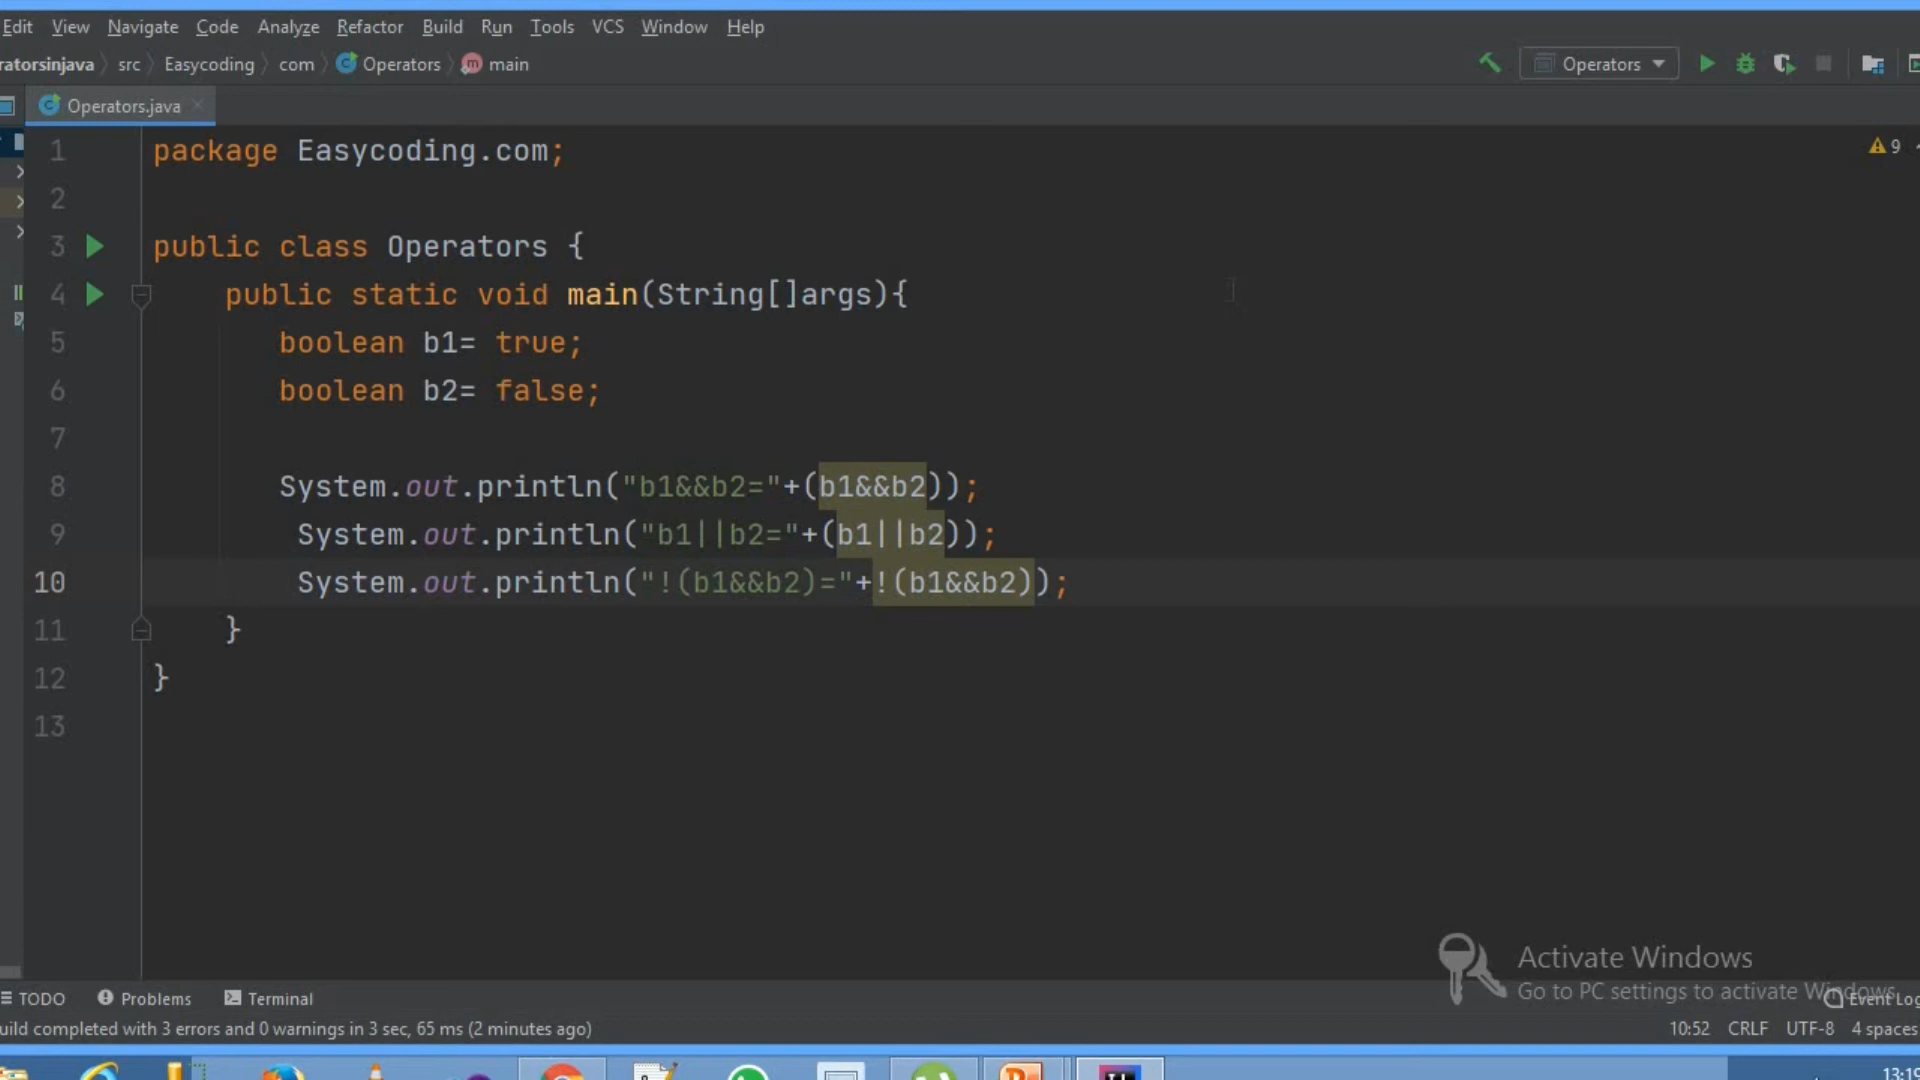 Edit View Navigate Code Analyze Refactor Build Run Tools VCS Window Help
ratorsinjava src Easycoding com Operators main Operators
Operators.java
1 package Easycoding.com; 9
2
3 public class Operators {
4 public static void main(String[]args){
5 boolean b1= true;
6 boolean b2= false;
7
8 System.out.println("b1&&b2="+(b1&&b2));
9 System.out.println("b1||b2="+(b1||b2));
10 System.out.println("!(b1&&b2)="+!(b1&&b2));
11 }
12 }
13
Activate Windows
Go to PC settings to activate Windows.
TODO Problems Terminal Event Log
uild completed with 3 errors and 0 warnings in 3 sec, 65 ms (2 minutes ago) 10:52 CRLF UTF-8 4 spaces
13:19